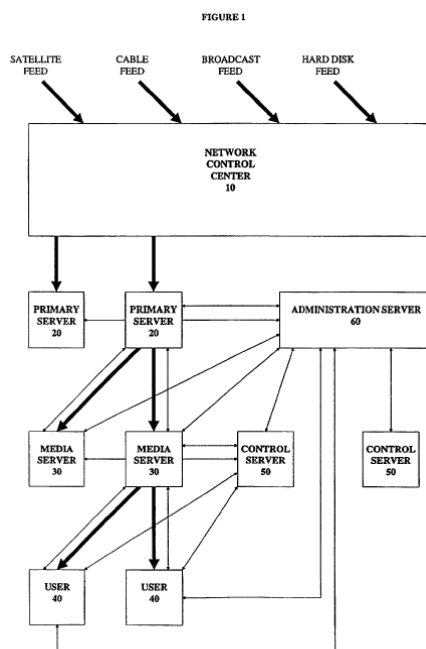 FIGURE 1
SATELLITE FEED
CABLE FEED
BROADCAST FEED
HARD DISK FEED
NETWORK
CONTROL
CENTER
10
PRIMARY
SERVER
20
PRIMARY
SERVER
20
ADMINISTRATION SERVER
60
MEDIA
SERVER
30
MEDIA
SERVER
30
CONTROL
SERVER
50
CONTROL
SERVER
50
USER
40
USER
40